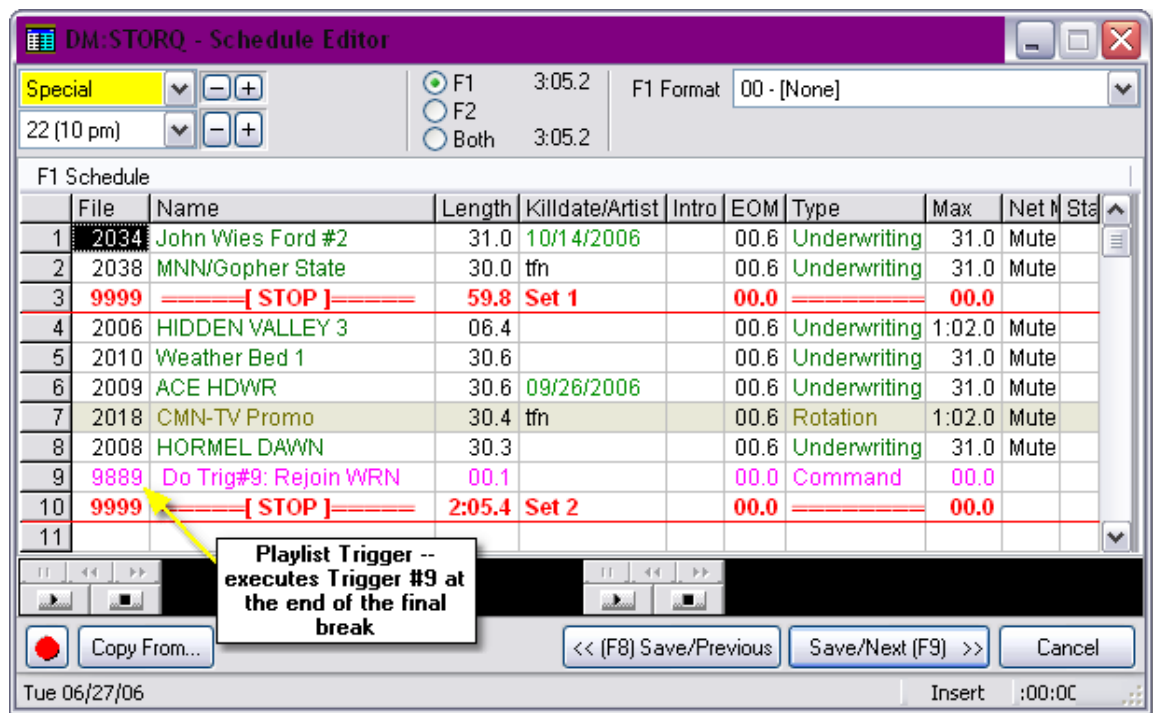 DM:STORQ - Schedule Editor
Special
F1 3:05.2 F1 Format 00 - [None]
F2
22 (10 pm) Both 3:05.2
F1 Schedule
File Name Length Killdate/Artist Intro EOM Type Max Net M Sta
1 2034 John Wies Ford #2 31.0 10/14/2006 00.6 Underwriting 31.0 Mute
2 2038 MNN/Gopher State 30.0 tfn 00.6 Underwriting 31.0 Mute
3 9999 =====[ STOP ]===== 59.8 Set 1 00.0 ======== 00.0
4 2006 HIDDEN VALLEY 3 06.4 00.6 Underwriting 1:02.0 Mute
5 2010 Weather Bed 1 30.6 00.6 Underwriting 31.0 Mute
6 2009 ACE HDWR 30.6 09/26/2006 00.6 Underwriting 31.0 Mute
7 2018 CMN-TV Promo 30.4 tfn 00.6 Rotation 1:02.0 Mute
8 2008 HORMEL DAWN 30.3 00.6 Underwriting 31.0 Mute
9 9889 Do Trig#9: Rejoin WRN 00.1 00.0 Command 00.0
10 9999 =====[ STOP ]===== 2:05.4 Set 2 00.0 ======== 00.0
11
Playlist Trigger --
executes Trigger #9 at
the end of the final
break
Copy From... << (F8) Save/Previous Save/Next (F9) >> Cancel
Tue 06/27/06 Insert :00:00